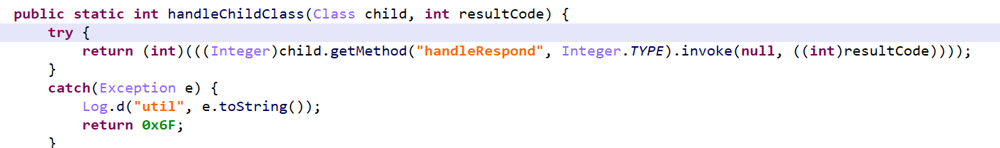 public static int handleChildClass(Class child, int resultCode) {
try {
return (int)(((Integer)child.getMethod("handleRespond", Integer.TYPE).invoke(null, ((int)resultCode))));
}
catch(Exception e) {
Log.d("util", e.toString());
return 0x6F;
}